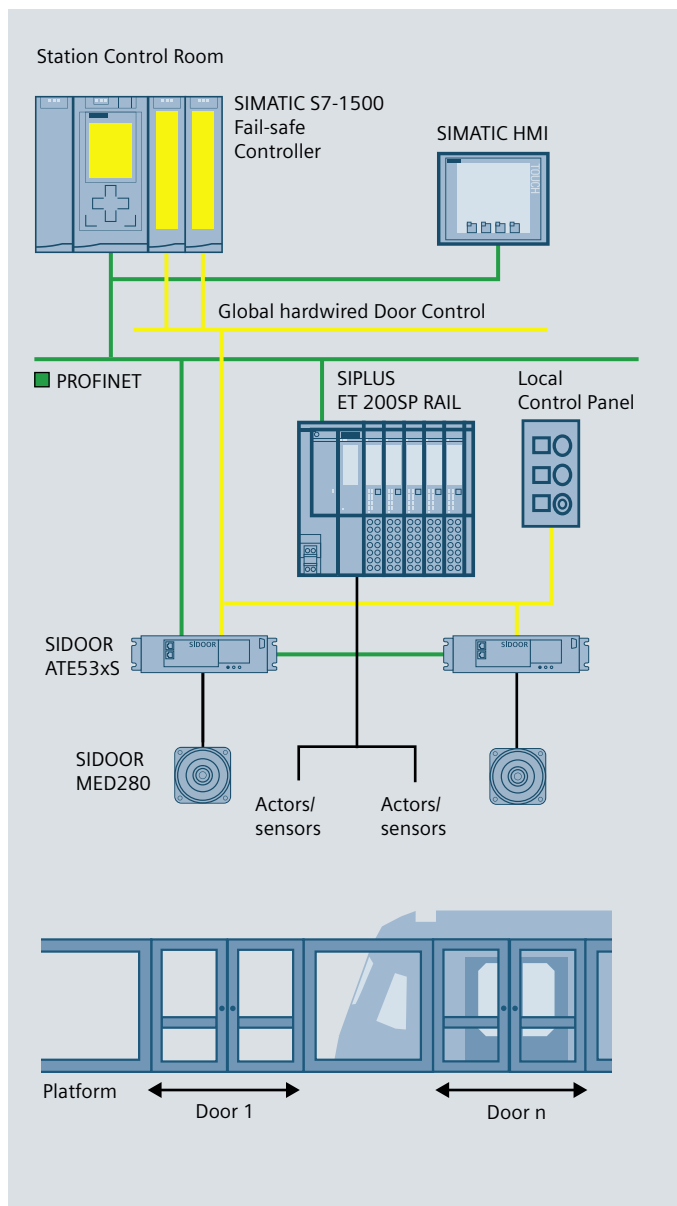 Station Control Room
SIMATIC S7-1500
Fail-safe
Controller
SIMATIC HMI
TOUCH
Global hardwired Door Control
PROFINET
SIPLUS
ET 200SP RAIL
Local
Control Panel
SIDOOR
ATE53xS
SIDOOR
SIDOOR
SIDOOR
MED280
Actors/
sensors
Actors/
sensors
Platform
Door 1
Door n